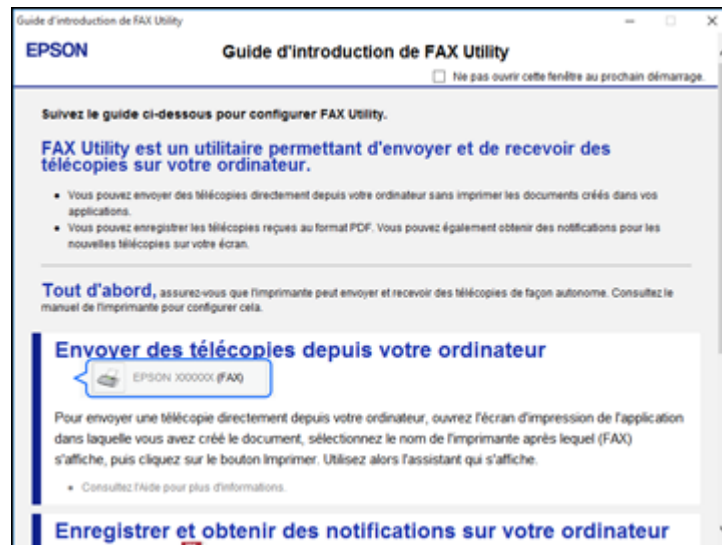 Guide d'introduction de FAX Utility
EPSON
Guide d'introduction de FAX Utility
Ne pas ouvrir cette fenêtre au prochain démarrage.
Suivez le guide ci-dessous pour configurer FAX Utility.
FAX Utility est un utilitaire permettant d'envoyer et de recevoir des
télécopies sur votre ordinateur.
• Vous pouvez envoyer des télécopies directement depuis votre ordinateur sans imprimer les documents créés dans vos
applications.
• Vous pouvez enregistrer les télécopies reçues au format PDF. Vous pouvez également obtenir des notifications pour les
nouvelles télécopies sur votre écran.
Tout d'abord, assurez-vous que l'imprimante peut envoyer et recevoir des télécopies de façon autonome. Consultez le
manuel de l'imprimante pour configurer cela.
Envoyer des télécopies depuis votre ordinateur
EPSON XXXXXX (FAX)
Pour envoyer une télécopie directement depuis votre ordinateur, ouvrez l'écran d'impression de l'application
dans laquelle vous avez créé le document, sélectionnez le nom de l'imprimante après lequel (FAX)
s'affiche, puis cliquez sur le bouton Imprimer. Utilisez alors l'assistant qui s'affiche.
• Consultez l'Aide pour plus d'informations.
Enregistrer et obtenir des notifications sur votre ordinateur